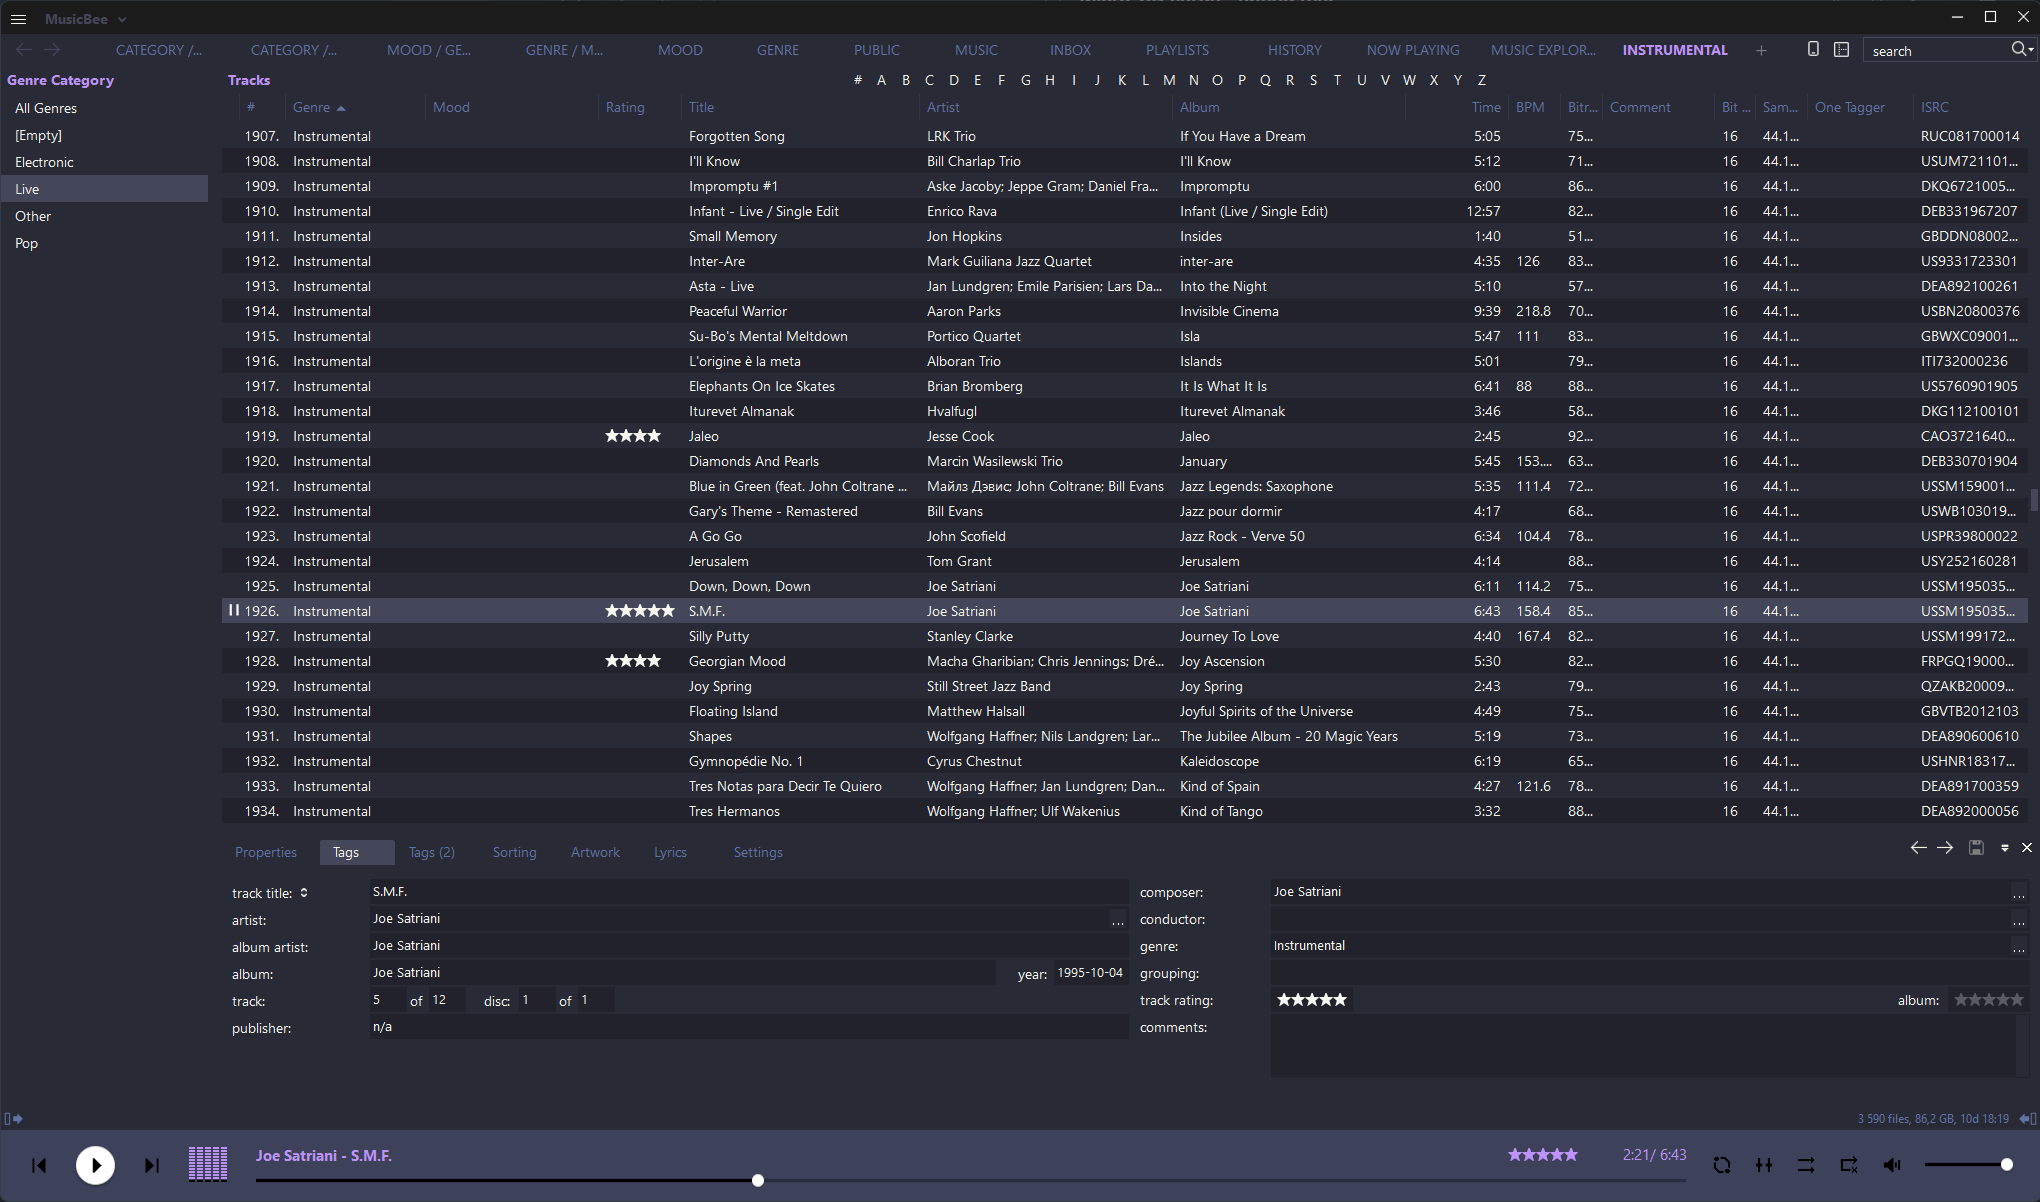 MusicBee
CATEGORY /... CATEGORY /... MOOD / GE... GENRE / M... MOOD GENRE PUBLIC MUSIC INBOX PLAYLISTS HISTORY NOW PLAYING MUSIC EXPLOR... INSTRUMENTAL + search
Genre Category
All Genres
[Empty]
Electronic
Live
Other
Pop
Tracks # A B C D E F G H I J K L M N O P Q R S T U V W X Y Z
# Genre Mood Rating Title Artist Album Time BPM Bitr... Comment Bit ... Sam... One Tagger ISRC
1907. Instrumental Forgotten Song LRK Trio If You Have a Dream 5:05 75... 16 44.1... RUC081700014
1908. Instrumental I'll Know Bill Charlap Trio I'll Know 5:12 71... 16 44.1... USUM721101...
1909. Instrumental Impromptu #1 Aske Jacoby; Jeppe Gram; Daniel Fra... Impromptu 6:00 86... 16 44.1... DKQ6721005...
1910. Instrumental Infant - Live / Single Edit Enrico Rava Infant (Live / Single Edit) 12:57 82... 16 44.1... DEB331967207
1911. Instrumental Small Memory Jon Hopkins Insides 1:40 51... 16 44.1... GBDDN08002...
1912. Instrumental Inter-Are Mark Guiliana Jazz Quartet inter-are 4:35 126 83... 16 44.1... US9331723301
1913. Instrumental Asta - Live Jan Lundgren; Emile Parisien; Lars Da... Into the Night 5:10 57... 16 44.1... DEA892100261
1914. Instrumental Peaceful Warrior Aaron Parks Invisible Cinema 9:39 218.8 70... 16 44.1... USBN20800376
1915. Instrumental Su-Bo's Mental Meltdown Portico Quartet Isla 5:47 111 83... 16 44.1... GBWXC09001...
1916. Instrumental L'origine è la meta Alboran Trio Islands 5:01 79... 16 44.1... ITI732000236
1917. Instrumental Elephants On Ice Skates Brian Bromberg It Is What It Is 6:41 88 88... 16 44.1... US5760901905
1918. Instrumental Iturevet Almanak Hvalfugl Iturevet Almanak 3:46 58... 16 44.1... DKG112100101
1919. Instrumental ★★★★ Jaleo Jesse Cook Jaleo 2:45 92... 16 44.1... CAO3721640...
1920. Instrumental Diamonds And Pearls Marcin Wasilewski Trio January 5:45 153.... 63... 16 44.1... DEB330701904
1921. Instrumental Blue in Green (feat. John Coltrane ... Майлз Дэвис; John Coltrane; Bill Evans Jazz Legends: Saxophone 5:35 111.4 72... 16 44.1... USSM159001...
1922. Instrumental Gary's Theme - Remastered Bill Evans Jazz pour dormir 4:17 68... 16 44.1... USWB103019...
1923. Instrumental A Go Go John Scofield Jazz Rock - Verve 50 6:34 104.4 78... 16 44.1... USPR39800022
1924. Instrumental Jerusalem Tom Grant Jerusalem 4:14 88... 16 44.1... USY252160281
1925. Instrumental Down, Down, Down Joe Satriani Joe Satriani 6:11 114.2 75... 16 44.1... USSM195035...
1926. Instrumental ★★★★★ S.M.F. Joe Satriani Joe Satriani 6:43 158.4 85... 16 44.1... USSM195035...
1927. Instrumental Silly Putty Stanley Clarke Journey To Love 4:40 167.4 82... 16 44.1... USSM199172...
1928. Instrumental ★★★★ Georgian Mood Macha Gharibian; Chris Jennings; Dré... Joy Ascension 5:30 82... 16 44.1... FRPGQ19000...
1929. Instrumental Joy Spring Still Street Jazz Band Joy Spring 2:43 79... 16 44.1... QZAKB20009...
1930. Instrumental Floating Island Matthew Halsall Joyful Spirits of the Universe 4:49 75... 16 44.1... GBVTB2012103
1931. Instrumental Shapes Wolfgang Haffner; Nils Landgren; Lar... The Jubilee Album - 20 Magic Years 5:19 73... 16 44.1... DEA890600610
1932. Instrumental Gymnopédie No. 1 Cyrus Chestnut Kaleidoscope 6:19 65... 16 44.1... USHNR18317...
1933. Instrumental Tres Notas para Decir Te Quiero Wolfgang Haffner; Jan Lundgren; Dan... Kind of Spain 4:27 121.6 78... 16 44.1... DEA891700359
1934. Instrumental Tres Hermanos Wolfgang Haffner; Ulf Wakenius Kind of Tango 3:32 88... 16 44.1... DEA892000056
Properties Tags Tags (2) Sorting Artwork Lyrics Settings
track title: S.M.F.
artist: Joe Satriani ...
album artist: Joe Satriani
album: Joe Satriani year: 1995-10-04
track: 5 of 12 disc: 1 of 1
publisher: n/a
composer: Joe Satriani ...
conductor: ...
genre: Instrumental ...
grouping:
track rating: ★★★★★ album: ★★★★★
comments:
3 590 files, 86,2 GB, 10d 18:19
Joe Satriani - S.M.F. ★★★★★ 2:21/ 6:43